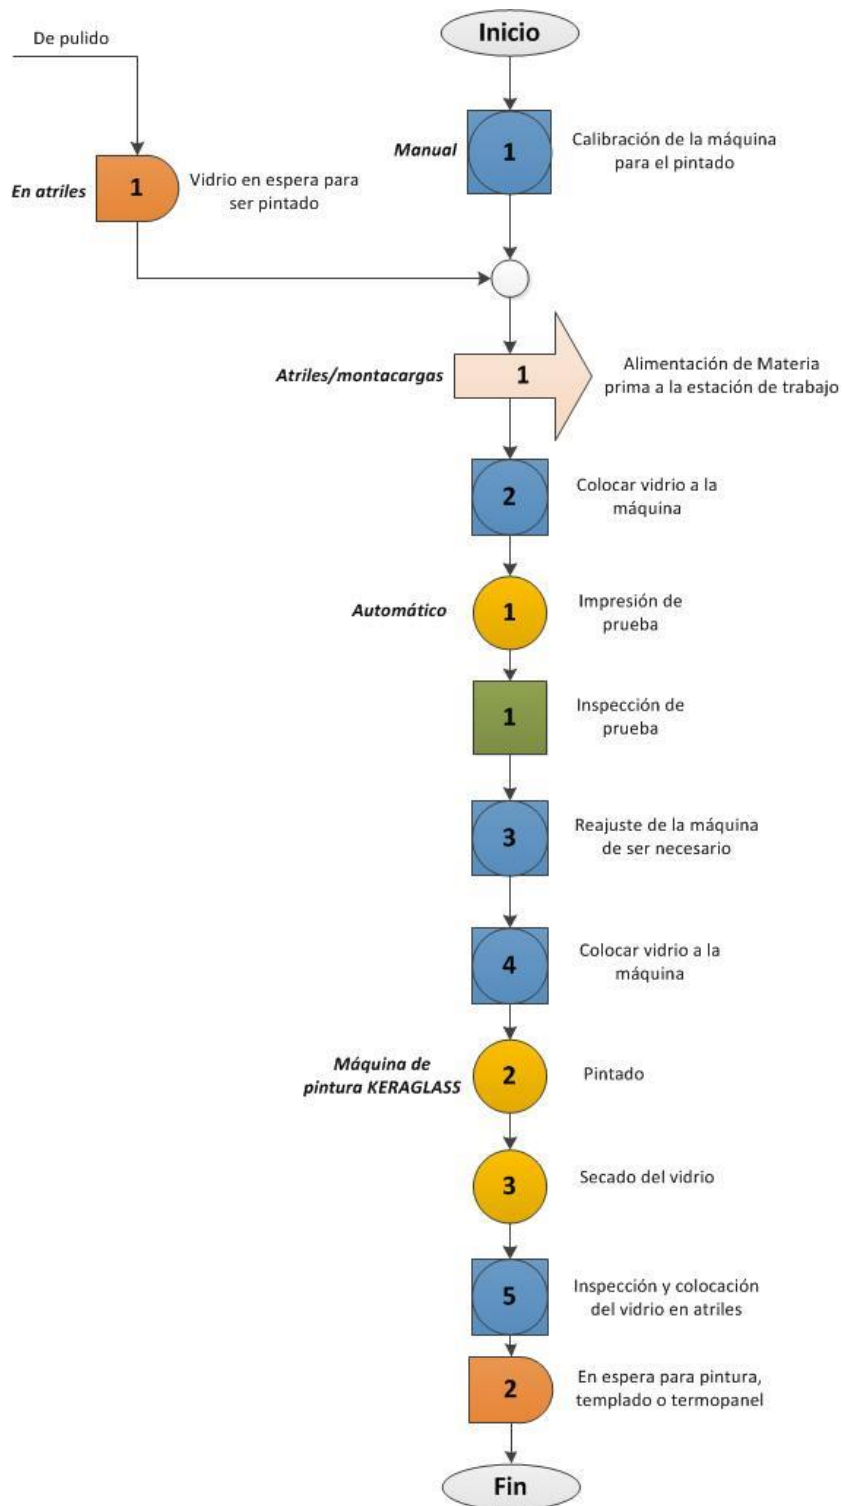 De pulido
Inicio
Manual
1
Calibración de la máquina
para el pintado
En atriles
1
Vidrio en espera para
ser pintado
Atriles/montacargas
1
Alimentación de Materia
prima a la estación de trabajo
2
Colocar vidrio a la
máquina
Automático
1
Impresión de
prueba
1
Inspección de
prueba
3
Reajuste de la máquina
de ser necesario
4
Colocar vidrio a la
máquina
Máquina de
pintura KERAGLASS
2
Pintado
3
Secado del vidrio
5
Inspección y colocación
del vidrio en atriles
2
En espera para pintura,
templado o termopanel
Fin